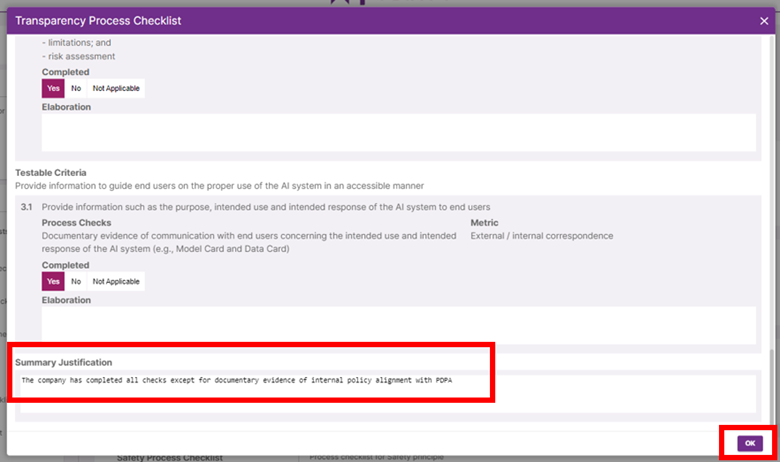 Transparency Process Checklist
- limitations; and
- risk assessment
Completed
Yes No Not Applicable
Elaboration
Testable Criteria
Provide information to guide end users on the proper use of the AI system in an accessible manner
3.1 Provide information such as the purpose, intended use and intended response of the AI system to end users
Process Checks
Metric
Documentary evidence of communication with end users concerning the intended use and intended
response of the AI system (e.g., Model Card and Data Card)
External / internal correspondence
Completed
Yes No Not Applicable
Elaboration
Summary Justification
The company has completed all checks except for documentary evidence of internal policy alignment with PDPA
OK
Safety Process Checklist
Process checklist for Safety principle